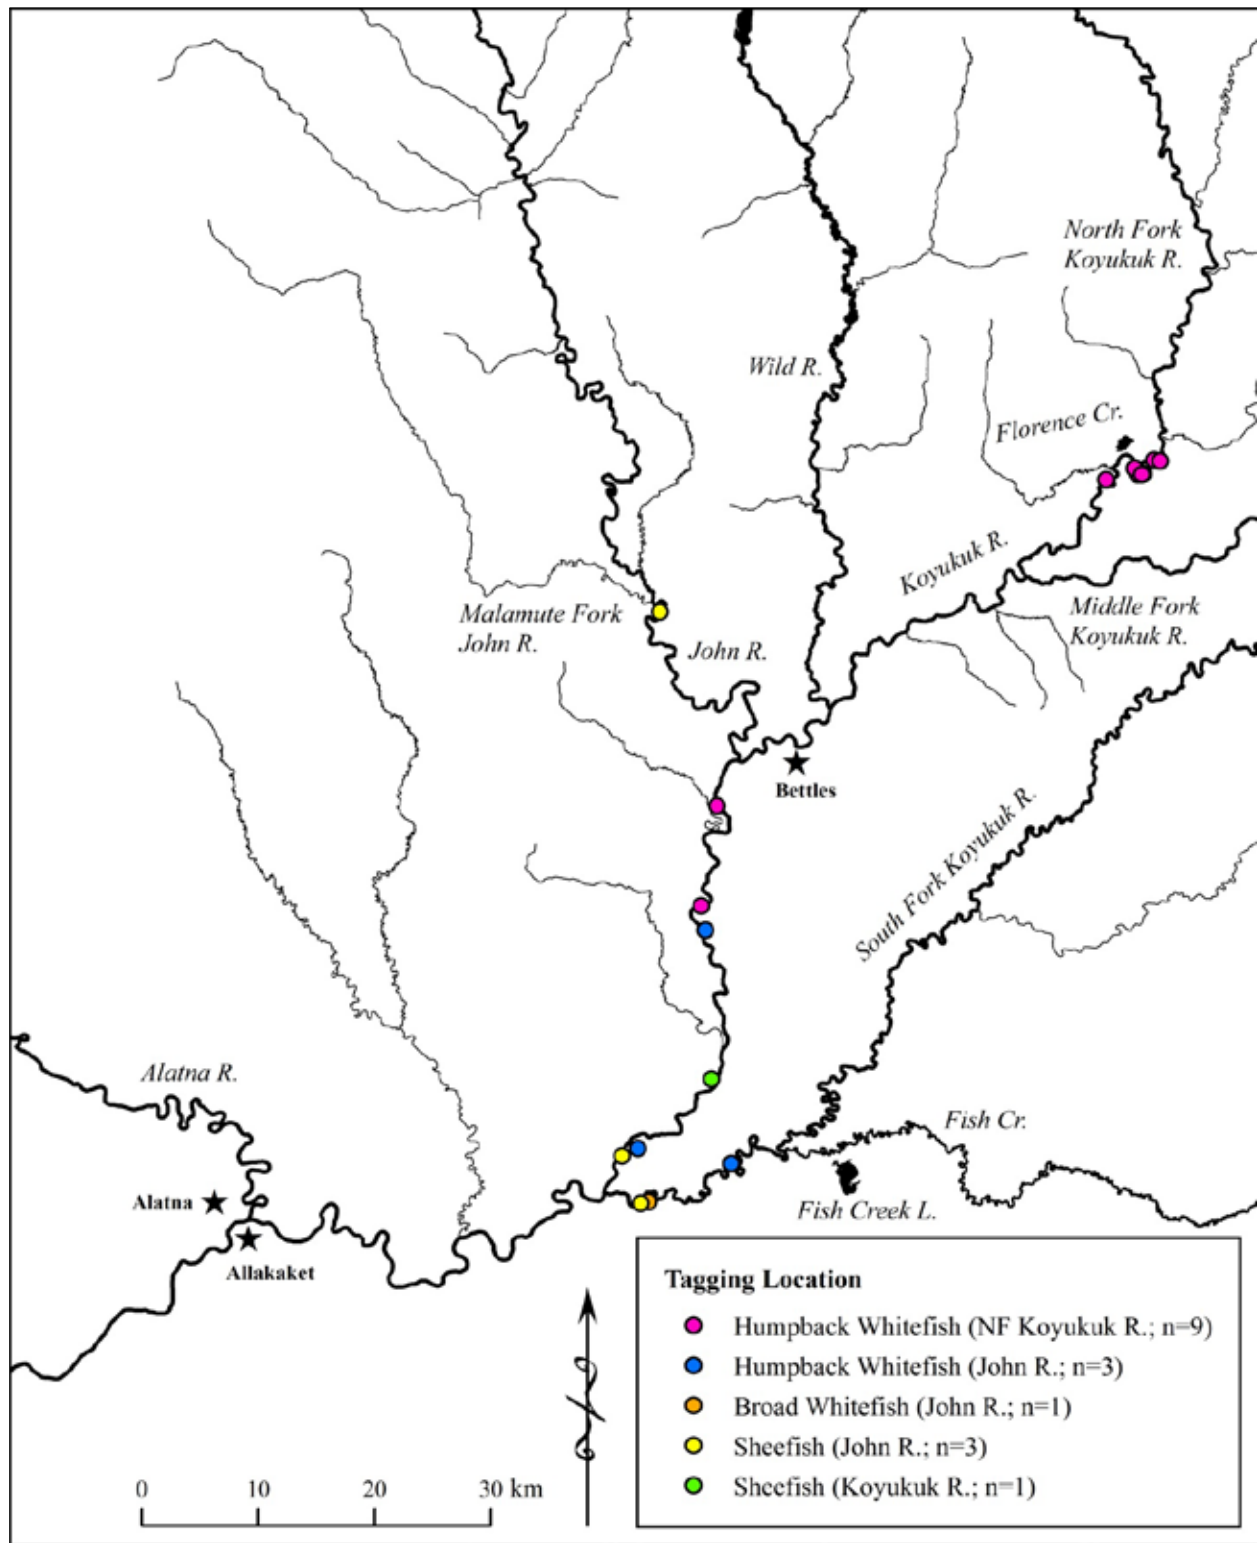 North Fork
Koyukuk R.
Wild R.
Florence Cr.
Koyukuk R.
Malamute Fork
John R.
John R.
Middle Fork
Koyukuk R.
Bettles
South Fork Koyukuk R.
Alatna R.
Fish Cr.
Alatna
Fish Creek L.
Allakaket
Tagging Location
Humpback Whitefish (NF Koyukuk R.; n=9)
Humpback Whitefish (John R.; n=3)
Broad Whitefish (John R.; n=1)
Sheefish (John R.; n=3)
Sheefish (Koyukuk R.; n=1)
0 10 20 30 km